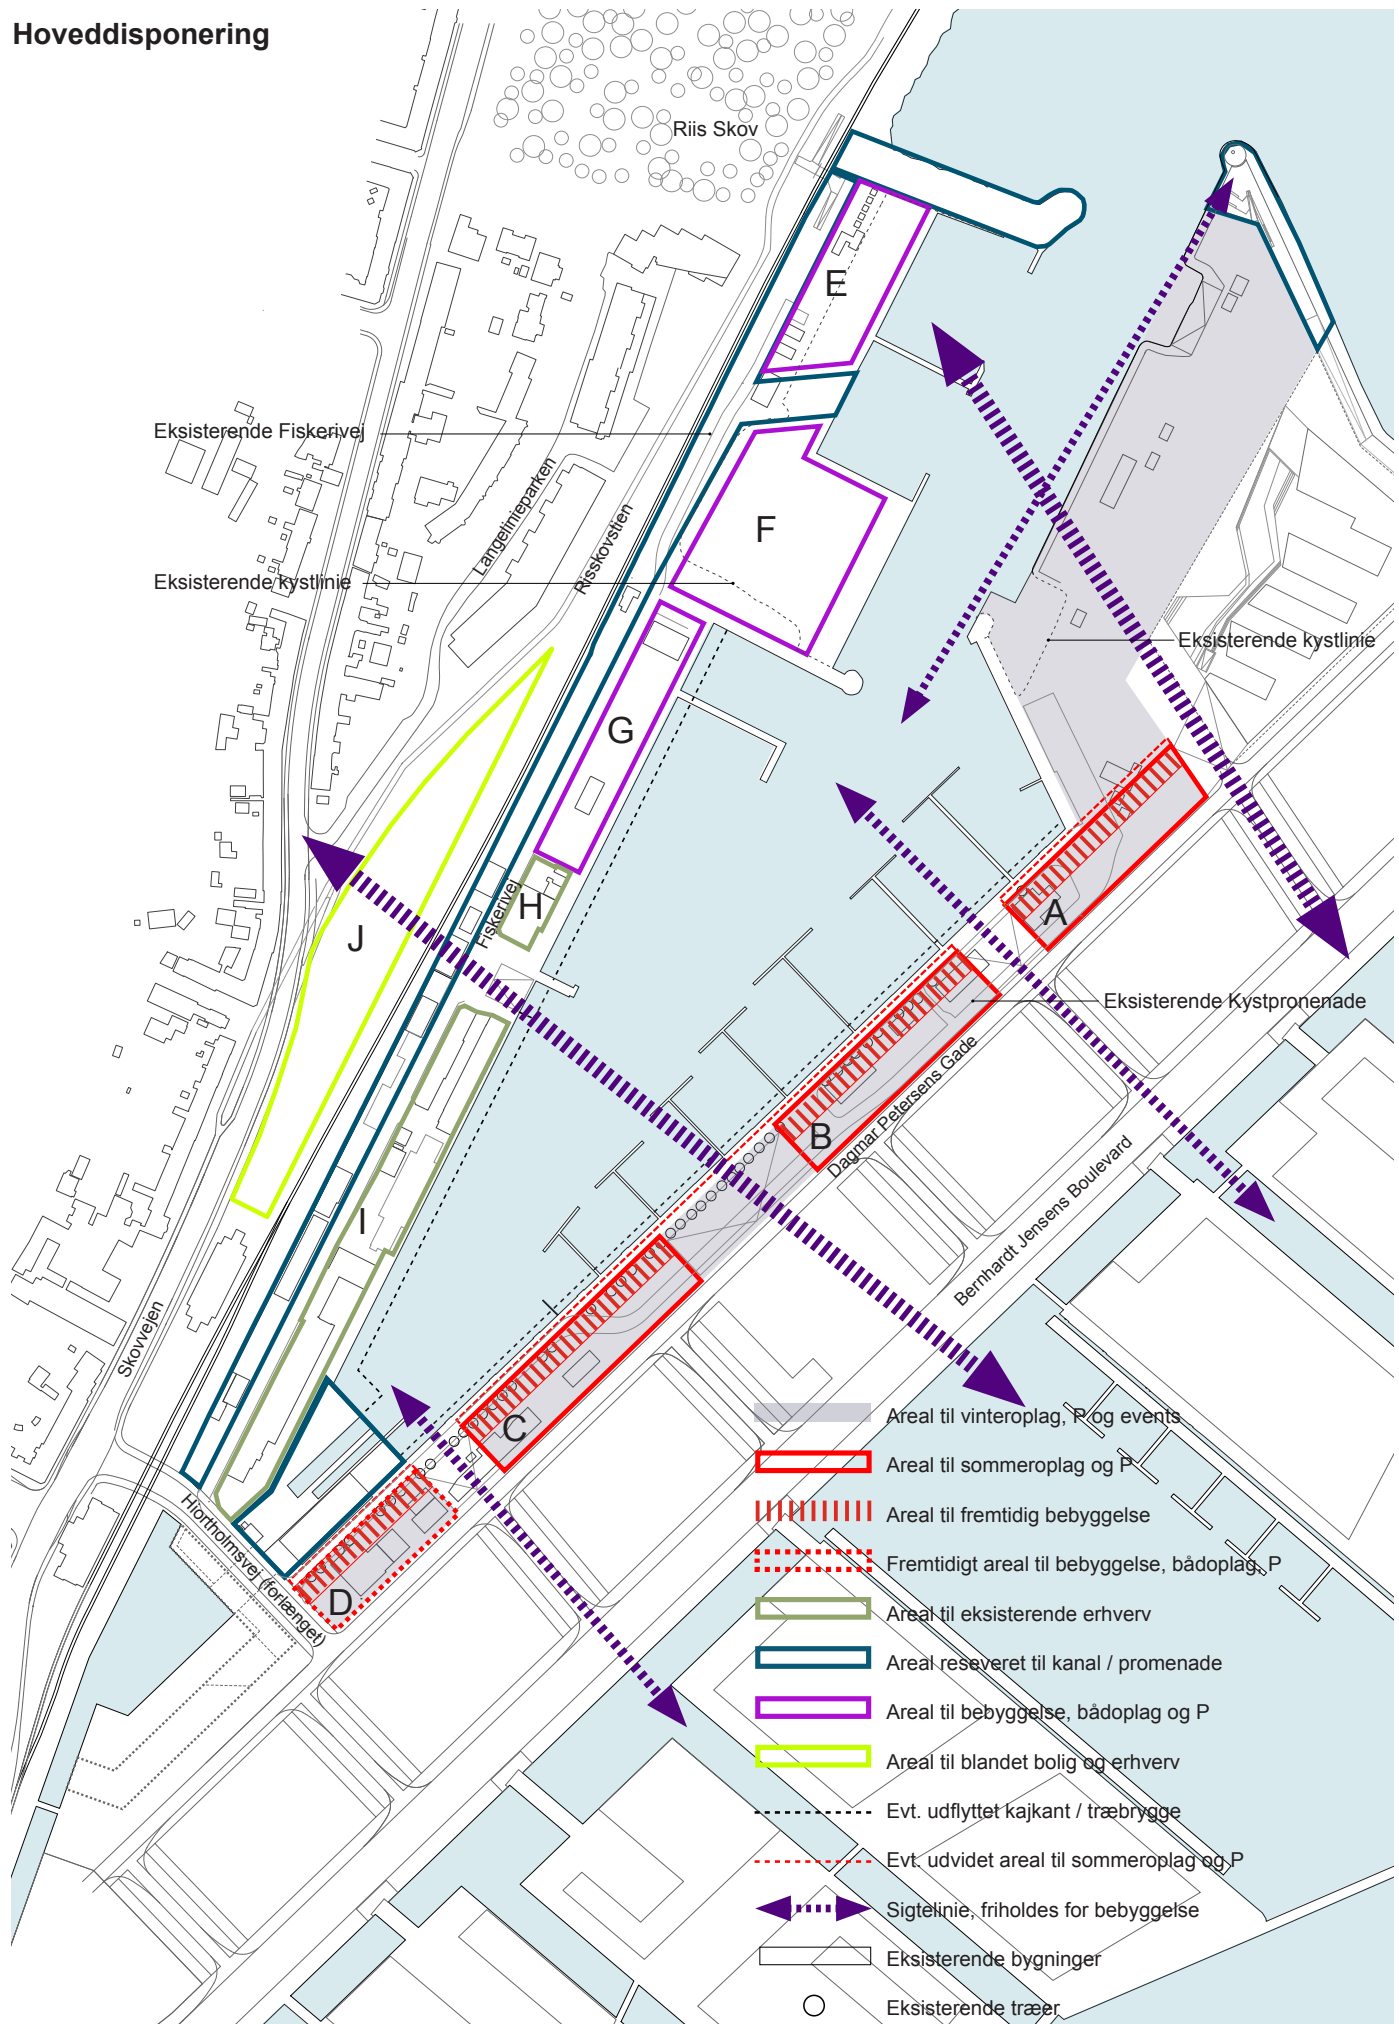 Hoveddisponering
Riis Skov
E
Eksisterende Fiskerivej
Langelinieparken
F
Risskovstien
Eksisterende kystlinie
Eksisterende kystlinie
G
A
H
Fiskerivej
J
Eksisterende Kystpronenade
B
Dagmar Petersens Gade
Bernhardt Jensens Boulevard
I
Skovvejen
C
D
Hjortholmsvej (forlænget)
Areal til vinteroplag, P og events
Areal til sommeroplag og P
Areal til fremtidig bebyggelse
Fremtidigt areal til bebyggelse, bådoplag, P
Areal til eksisterende erhverv
Areal reseveret til kanal / promenade
Areal til bebyggelse, bådoplag og P
Areal til blandet bolig og erhverv
Evt. udflyttet kajkant / træbrygge
Evt. udvidet areal til sommeroplag og P
Sigtelinie, friholdes for bebyggelse
Eksisterende bygninger
Eksisterende træer